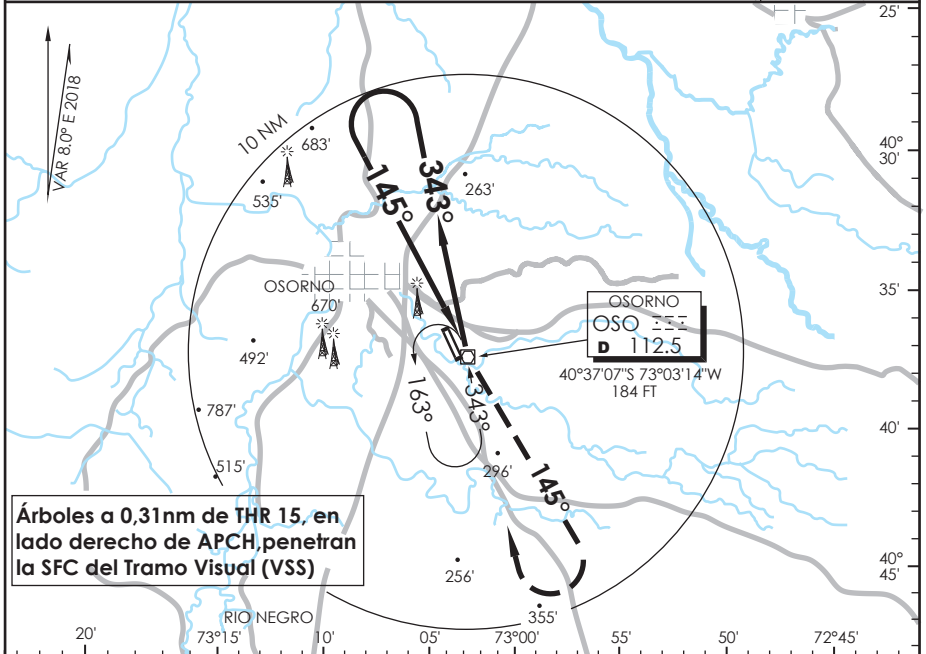 25'
VAR 8.0° E 2018
10 NM
683'
40°
30'
535'
145°
343°
263'
OSORNO
670'
35'
OSORNO
OSO
D 112.5
40°37'07"S 73°03'14"W
184 FT
492'
163°
343°
787'
40'
515'
296'
145°
Árboles a 0,31nm de THR 15, en
lado derecho de APCH,penetran
la SFC del Tramo Visual (VSS)
256'
40°
45'
355'
RIO NEGRO
20' 73°15' 10' 05' 73°00' 55' 50' 72°45'